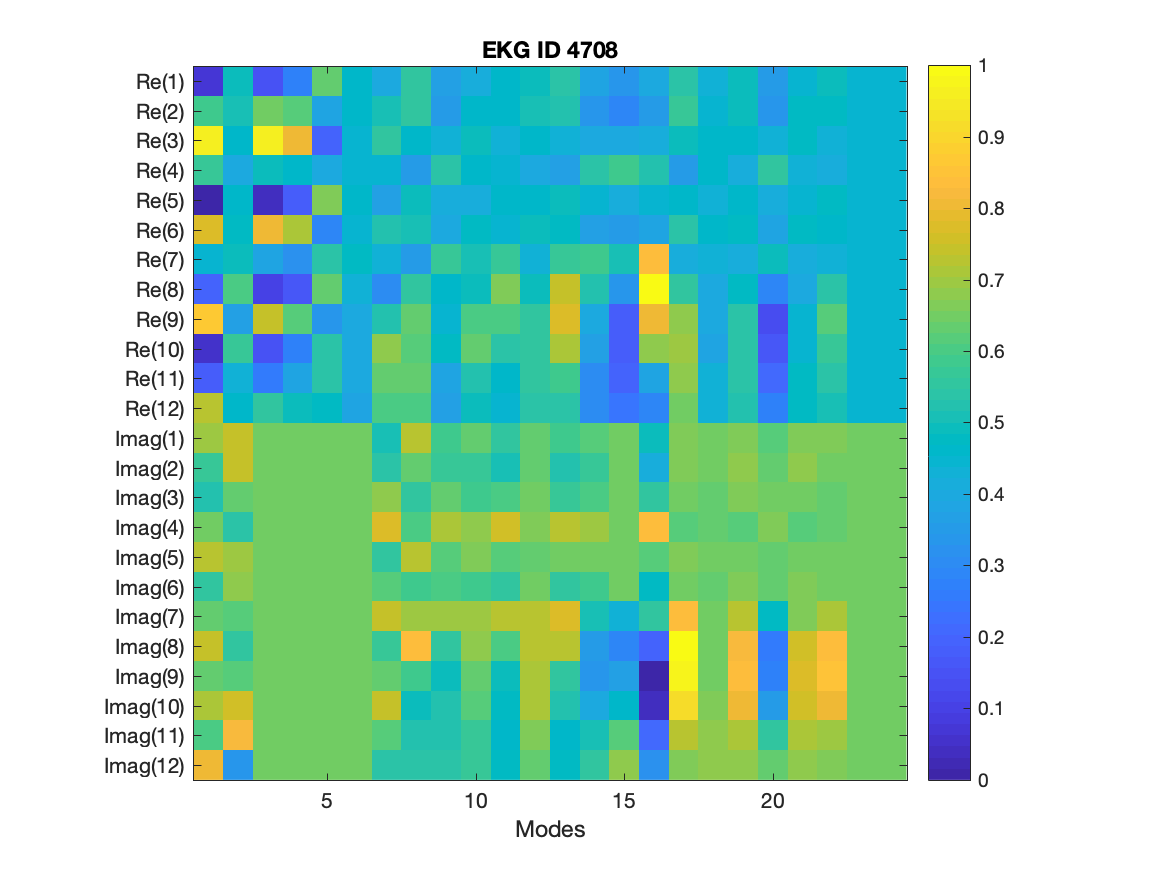 EKG ID 4708
Re(1)
Re(2)
Re(3)
Re(4)
Re(5)
Re(6)
Re(7)
Re(8)
Re(9)
Re(10)
Re(11)
Re(12)
Imag(1)
Imag(2)
Imag(3)
Imag(4)
Imag(5)
Imag(6)
Imag(7)
Imag(8)
Imag(9)
Imag(10)
Imag(11)
Imag(12)
5 10 15 20
Modes
1
0.9
0.8
0.7
0.6
0.5
0.4
0.3
0.2
0.1
0